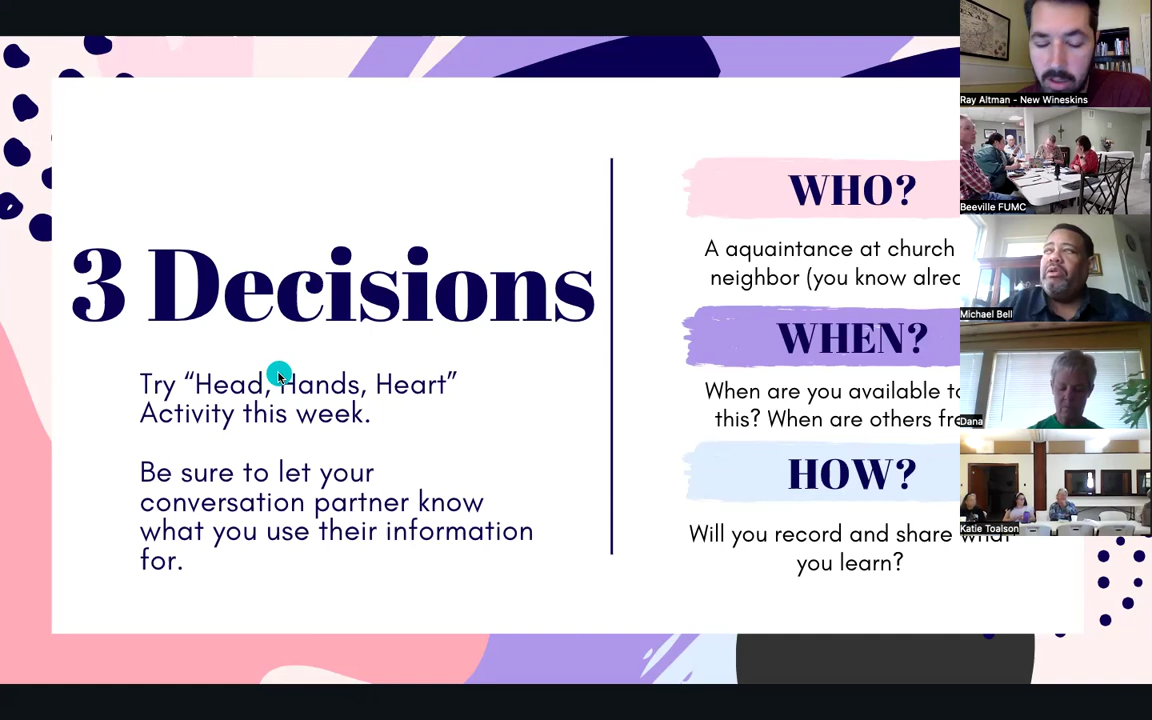 3 Decisions
Try “Head, Hands, Heart”
Activity this week.
Be sure to let your
conversation partner know
what you use their information
for.
WHO?
A aquaintance at church
neighbor (you know
WHEN?
When are you available
this? When are others
HOW?
Will you record and share what
you learn?
Ray Altman - New Wineskins
Beeville FUMC
Michael Bell
Dana
Katie Toalson